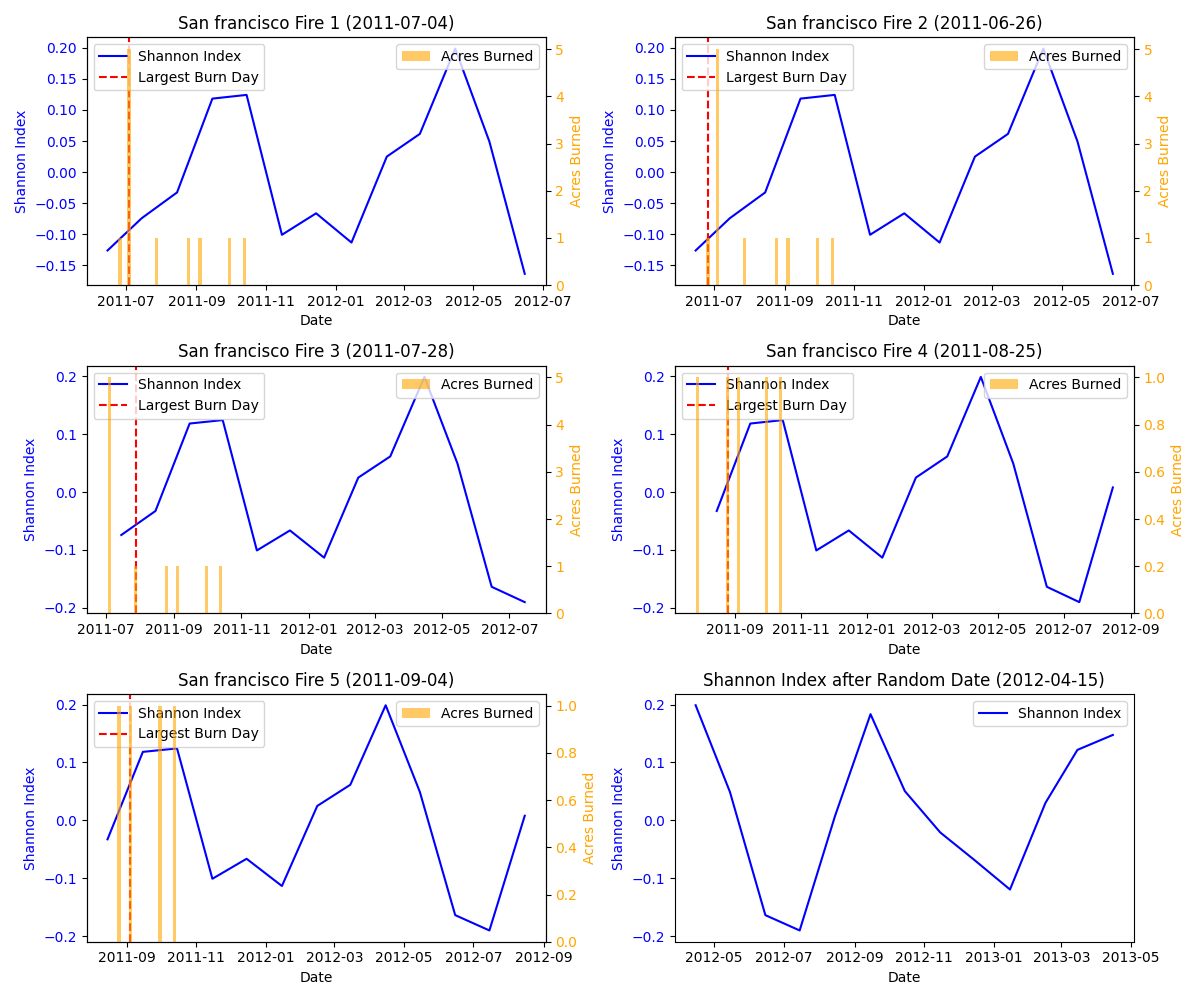 San francisco Fire 1 (2011-07-04)
Shannon Index
Largest Burn Day
Acres Burned
0.20
0.15
0.10
0.05
0.00
−0.05
−0.10
−0.15
Shannon Index
5
4
3
2
1
0
Acres Burned
2011-07 2011-09 2011-11 2012-01 2012-03 2012-05 2012-07
Date
San francisco Fire 2 (2011-06-26)
Shannon Index
Largest Burn Day
Acres Burned
0.20
0.15
0.10
0.05
0.00
−0.05
−0.10
−0.15
Shannon Index
5
4
3
2
1
0
Acres Burned
2011-07 2011-09 2011-11 2012-01 2012-03 2012-05 2012-07
Date
San francisco Fire 3 (2011-07-28)
Shannon Index
Largest Burn Day
Acres Burned
0.2
0.1
0.0
−0.1
−0.2
Shannon Index
5
4
3
2
1
0
Acres Burned
2011-07 2011-09 2011-11 2012-01 2012-03 2012-05 2012-07
Date
San francisco Fire 4 (2011-08-25)
Shannon Index
Largest Burn Day
Acres Burned
0.2
0.1
0.0
−0.1
−0.2
Shannon Index
1.0
0.8
0.6
0.4
0.2
0.0
Acres Burned
2011-09 2011-11 2012-01 2012-03 2012-05 2012-07 2012-09
Date
San francisco Fire 5 (2011-09-04)
Shannon Index
Largest Burn Day
Acres Burned
0.2
0.1
0.0
−0.1
−0.2
Shannon Index
1.0
0.8
0.6
0.4
0.2
0.0
Acres Burned
2011-09 2011-11 2012-01 2012-03 2012-05 2012-07 2012-09
Date
Shannon Index after Random Date (2012-04-15)
Shannon Index
0.2
0.1
0.0
−0.1
−0.2
Shannon Index
2012-05 2012-07 2012-09 2012-11 2013-01 2013-03 2013-05
Date